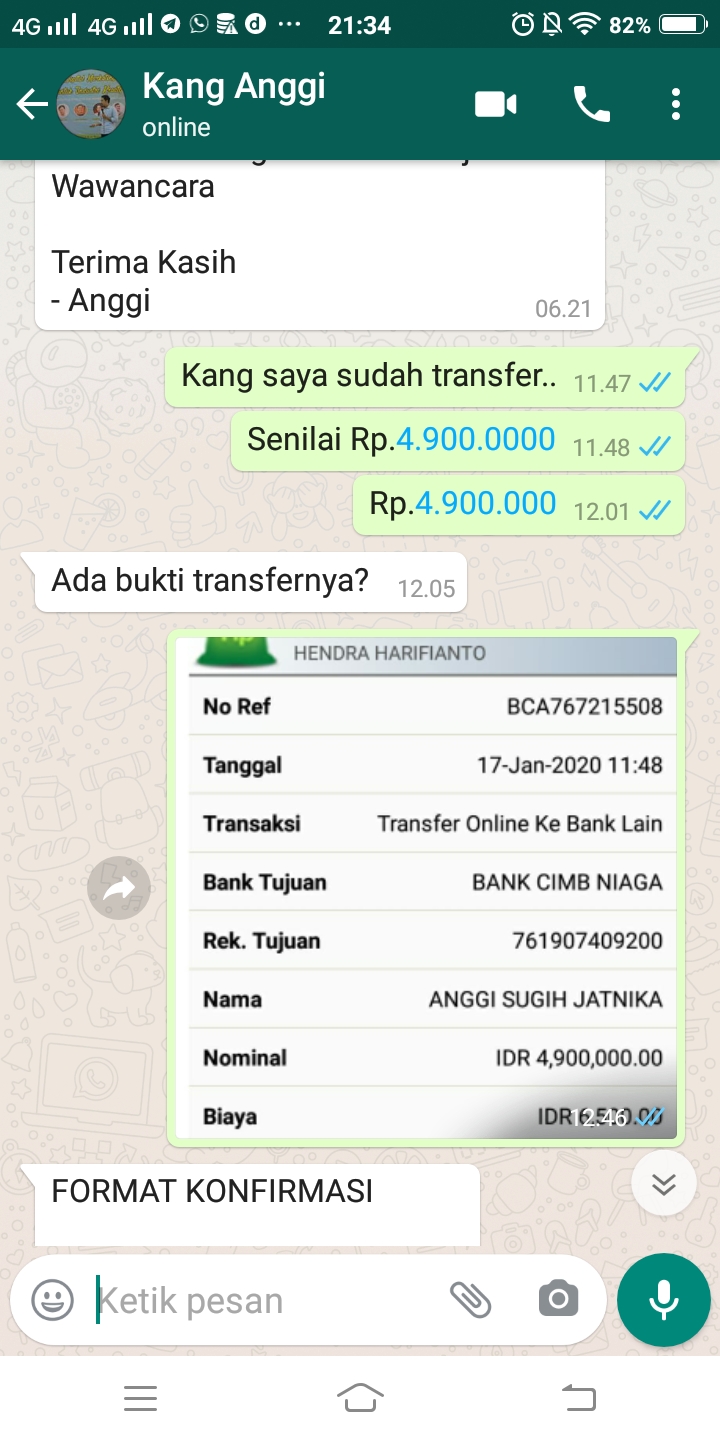 4G 4G 21:34 82%
Kang Anggi
online
Wawancara
Terima Kasih
- Anggi
06.21
Kang saya sudah transfer.. 11.47
Senilai Rp.4.900.0000 11.48
Rp.4.900.000 12.01
Ada bukti transfernya? 12.05
HENDRA HARIFIANTO
No Ref BCA767215508
Tanggal 17-Jan-2020 11:48
Transaksi Transfer Online Ke Bank Lain
Bank Tujuan BANK CIMB NIAGA
Rek. Tujuan 761907409200
Nama ANGGI SUGIH JATNIKA
Nominal IDR 4,900,000.00
Biaya IDR
12.46
FORMAT KONFIRMASI
Ketik pesan